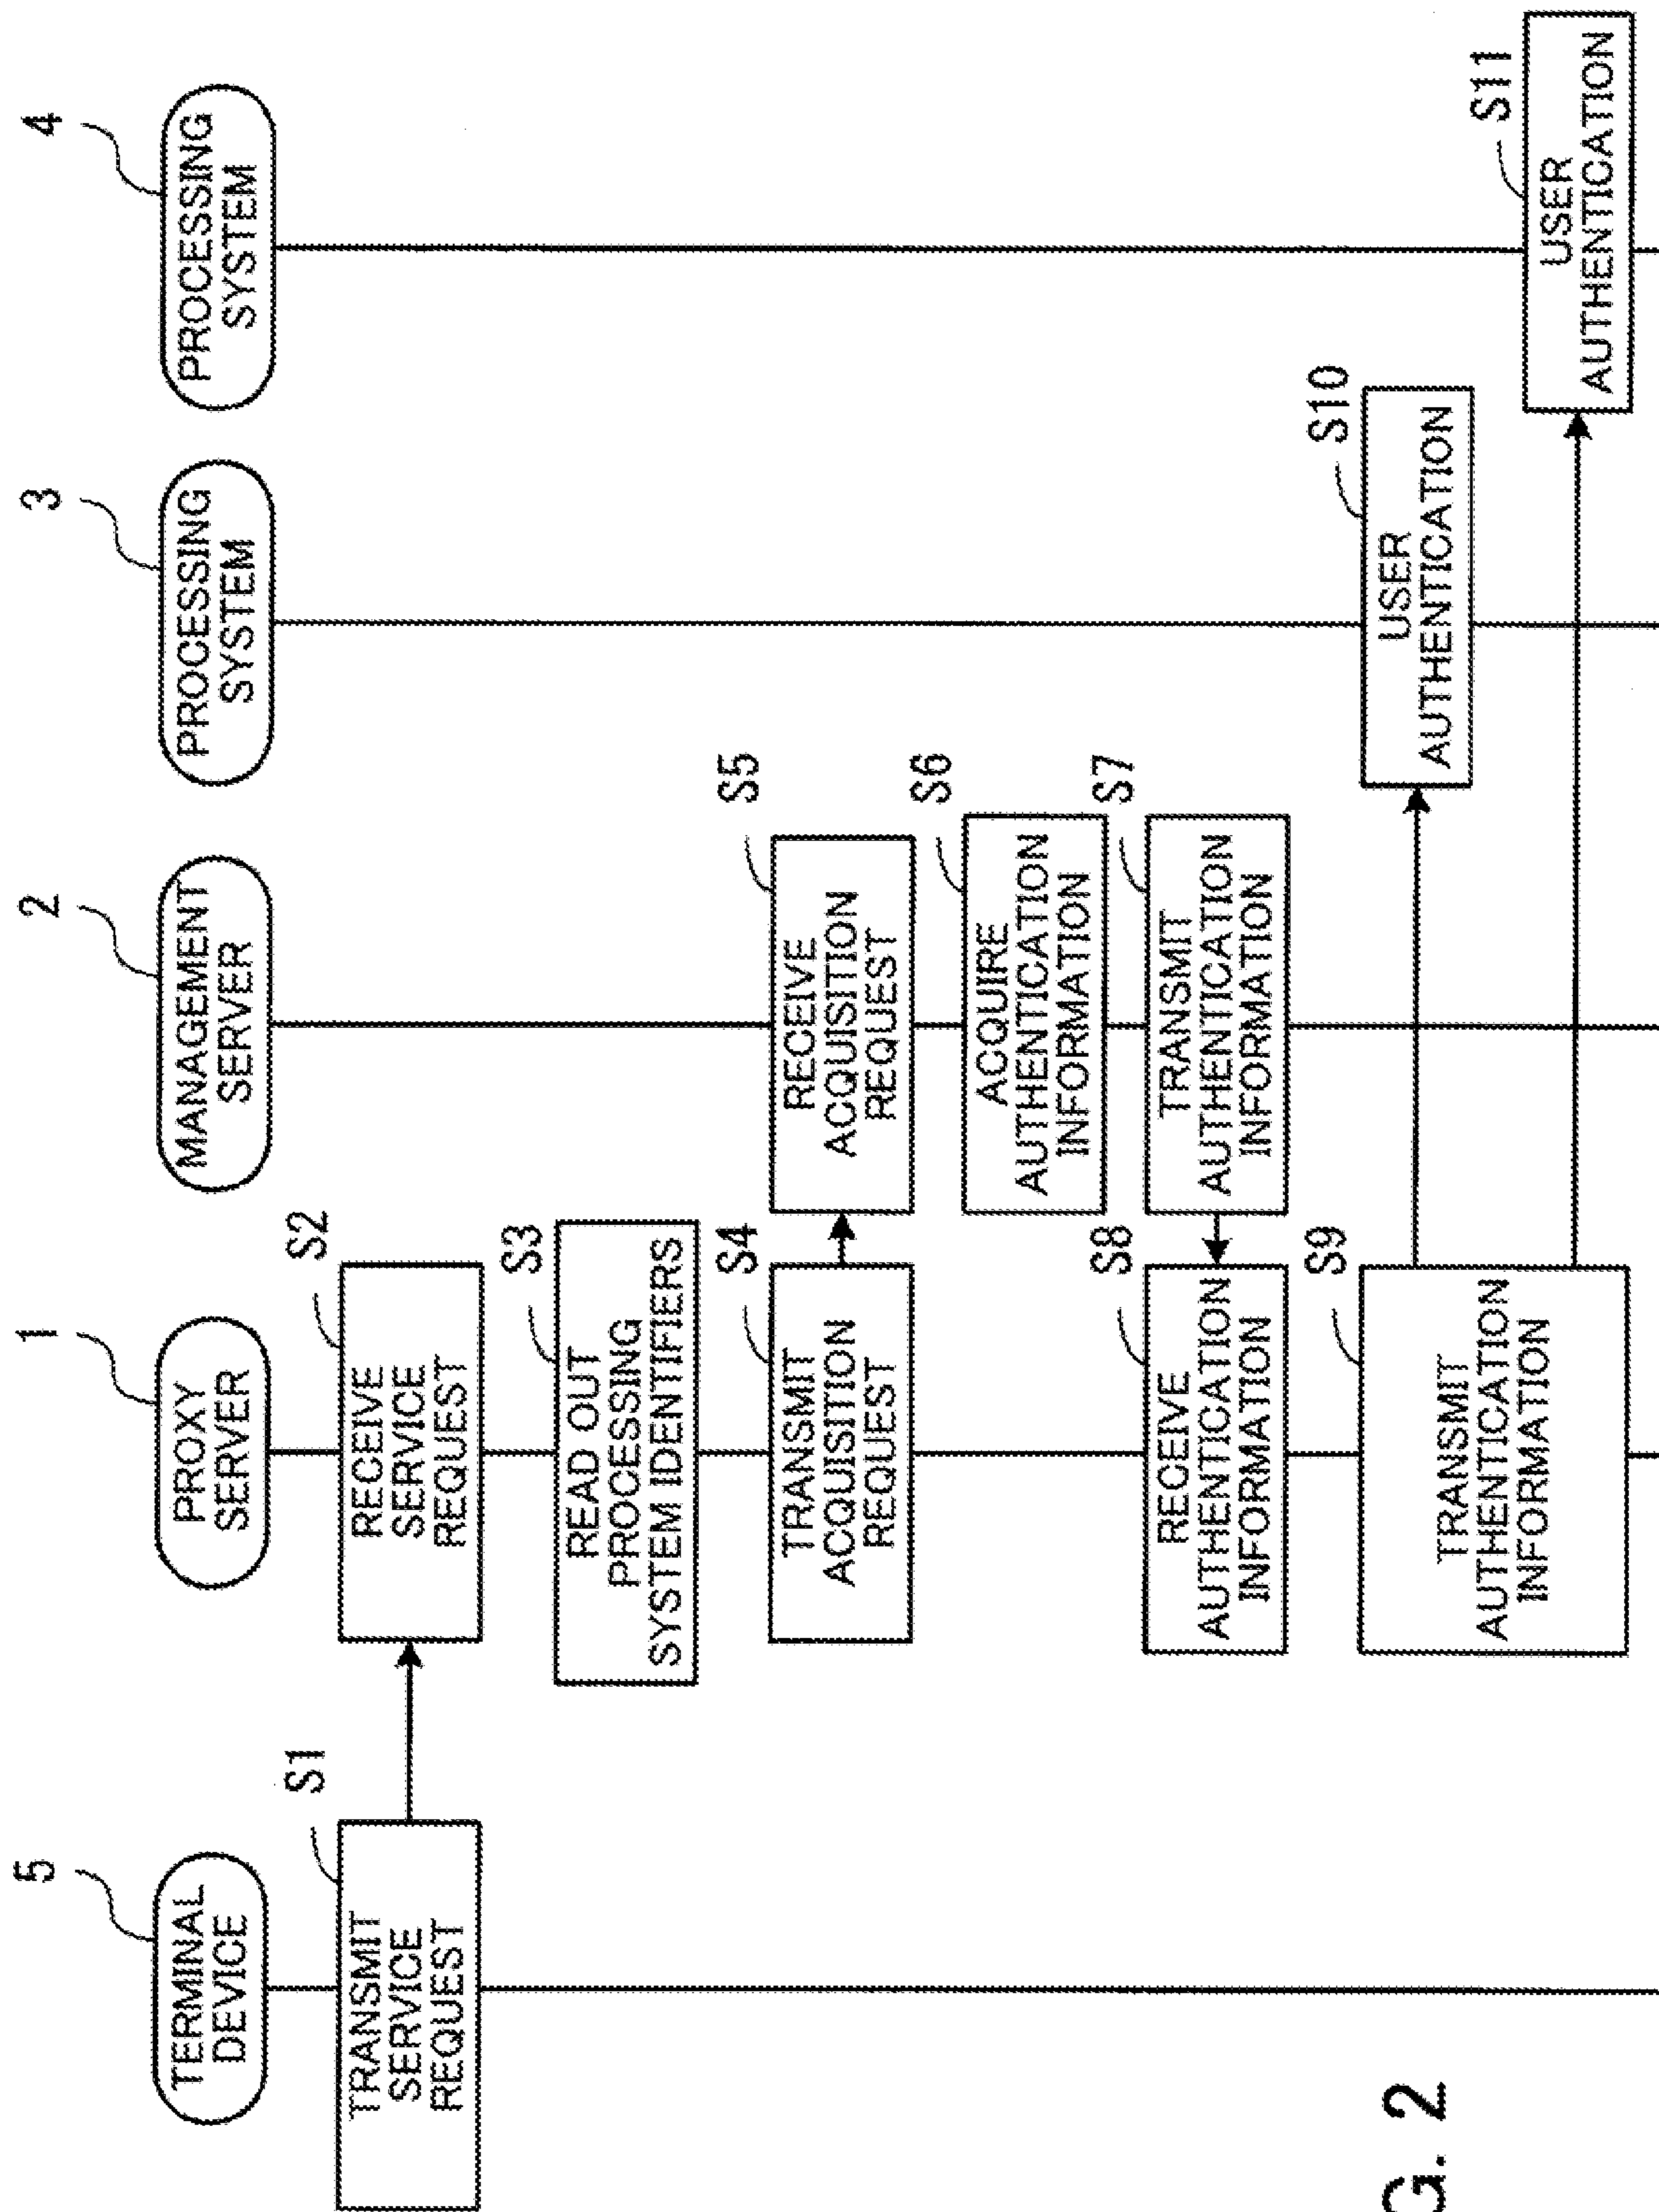 5
TERMINAL
DEVICE
1
PROXY
SERVER
2
MANAGEMENT
SERVER
3
PROCESSING
SYSTEM
4
PROCESSING
SYSTEM
S1
TRANSMIT
SERVICE
REQUEST
S2
RECEIVE
SERVICE
REQUEST
S3
READ OUT
PROCESSING
SYSTEM IDENTIFIERS
S4
TRANSMIT
ACQUISITION
REQUEST
S5
RECEIVE
ACQUISITION
REQUEST
S6
ACQUIRE
AUTHENTICATION
INFORMATION
S7
TRANSMIT
AUTHENTICATION
INFORMATION
S8
RECEIVE
AUTHENTICATION
INFORMATION
S9
TRANSMIT
AUTHENTICATION
INFORMATION
S10
USER
AUTHENTICATION
S11
USER
AUTHENTICATION
G. 2